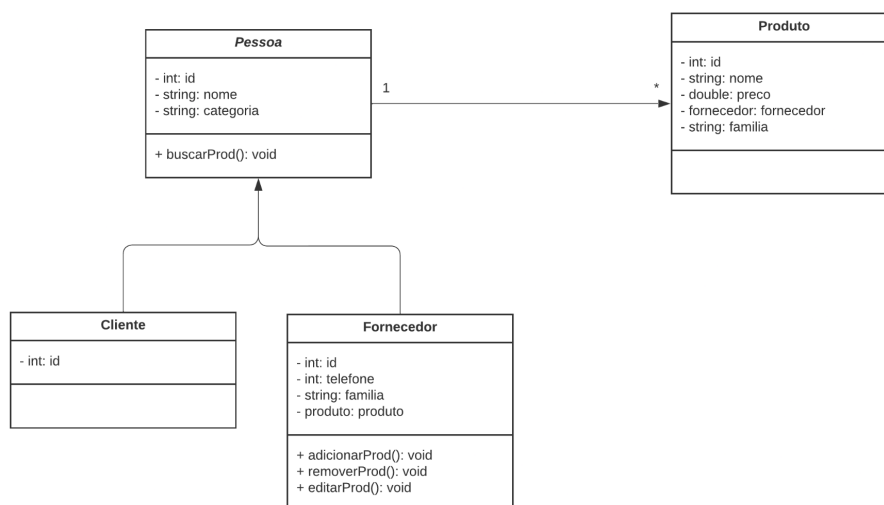 Pessoa
- int: id
- string: nome
- string: categoria
+ buscarProd(): void
1
*
Produto
- int: id
- string: nome
- double: preco
- fornecedor: fornecedor
- string: familia
Cliente
- int: id
Fornecedor
- int: id
- int: telefone
- string: familia
- produto: produto
+ adicionarProd(): void
+ removerProd(): void
+ editarProd(): void